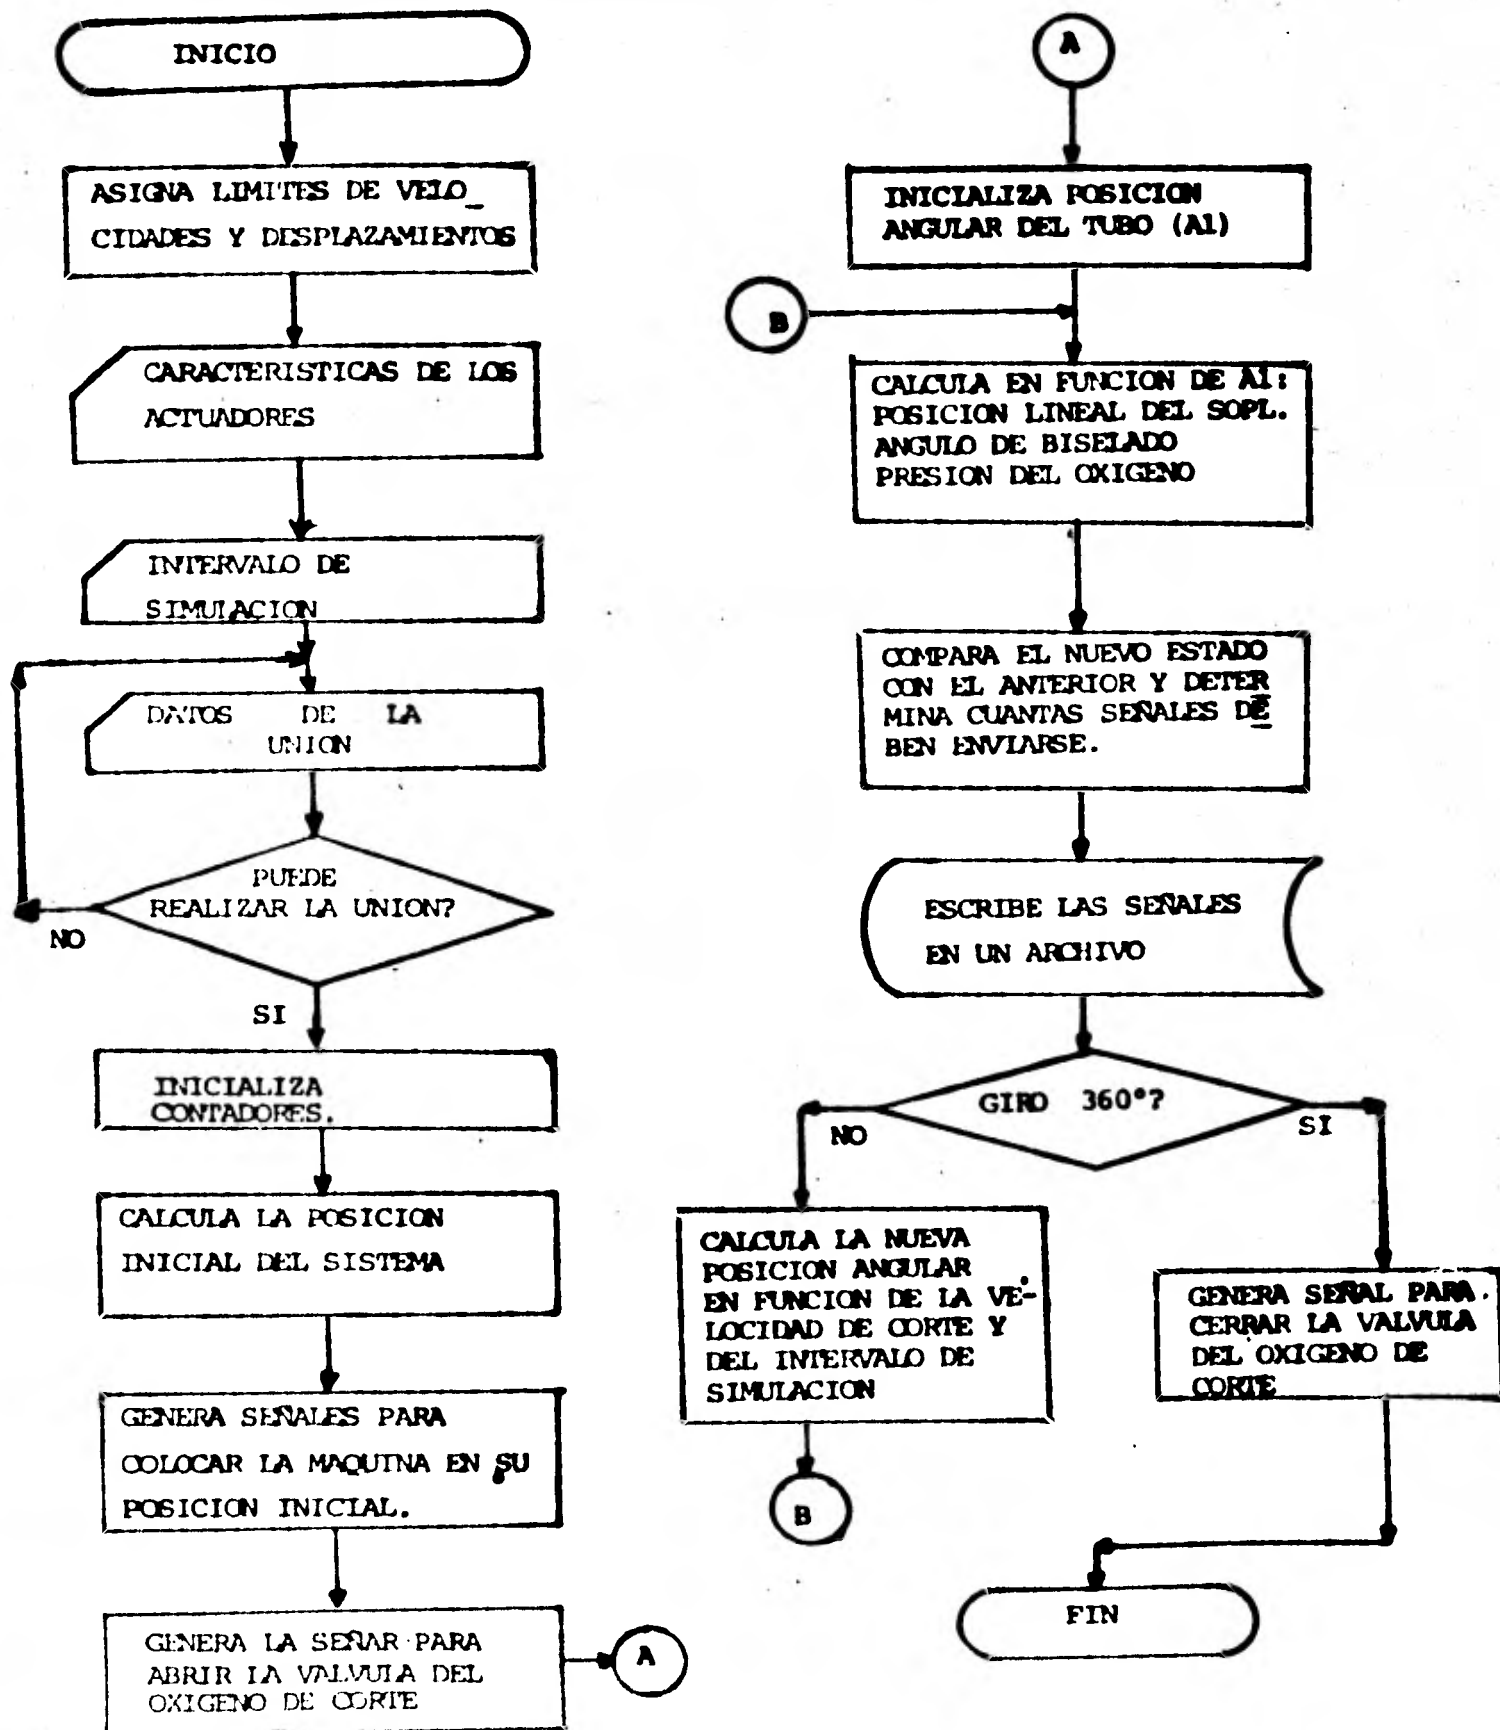 INICIO
ASIGNA LIMITES DE VELO_
CIDADES Y DESPLAZAMIENTOS
CARACTERISTICAS DE LOS
ACTUADORES
INTERVALO DE
SIMULACION
DATOS DE LA
UNION
PUEDE
REALIZAR LA UNION?
NO
SI
INICIALIZA
CONTADORES.
CALCULA LA POSICION
INICIAL DEL SISTEMA
GENERA SEÑALES PARA
COLOCAR LA MAQUINA EN SU
POSICION INICIAL.
GENERA LA SEÑAR PARA
ABRIR LA VALVULA DEL
OXIGENO DE CORTE
A
A
INICIALIZA POSICION
ANGULAR DEL TUBO (A1)
B
CALCULA EN FUNCION DE A1:
POSICION LINEAL DEL SOPL.
ANGULO DE BISELADO
PRESION DEL OXIGENO
COMPARA EL NUEVO ESTADO
CON EL ANTERIOR Y DETER
MINA CUANTAS SEÑALES DE
BEN ENVIARSE.
ESCRIBE LAS SEÑALES
EN UN ARCHIVO
GIRO 360°?
NO
SI
CALCULA LA NUEVA
POSICION ANGULAR
EN FUNCION DE LA VE-
LOCIDAD DE CORTE Y
DEL INTERVALO DE
SIMULACION
B
GENERA SEÑAL PARA
CERRAR LA VALVULA
DEL OXIGENO DE
CORTE
FIN